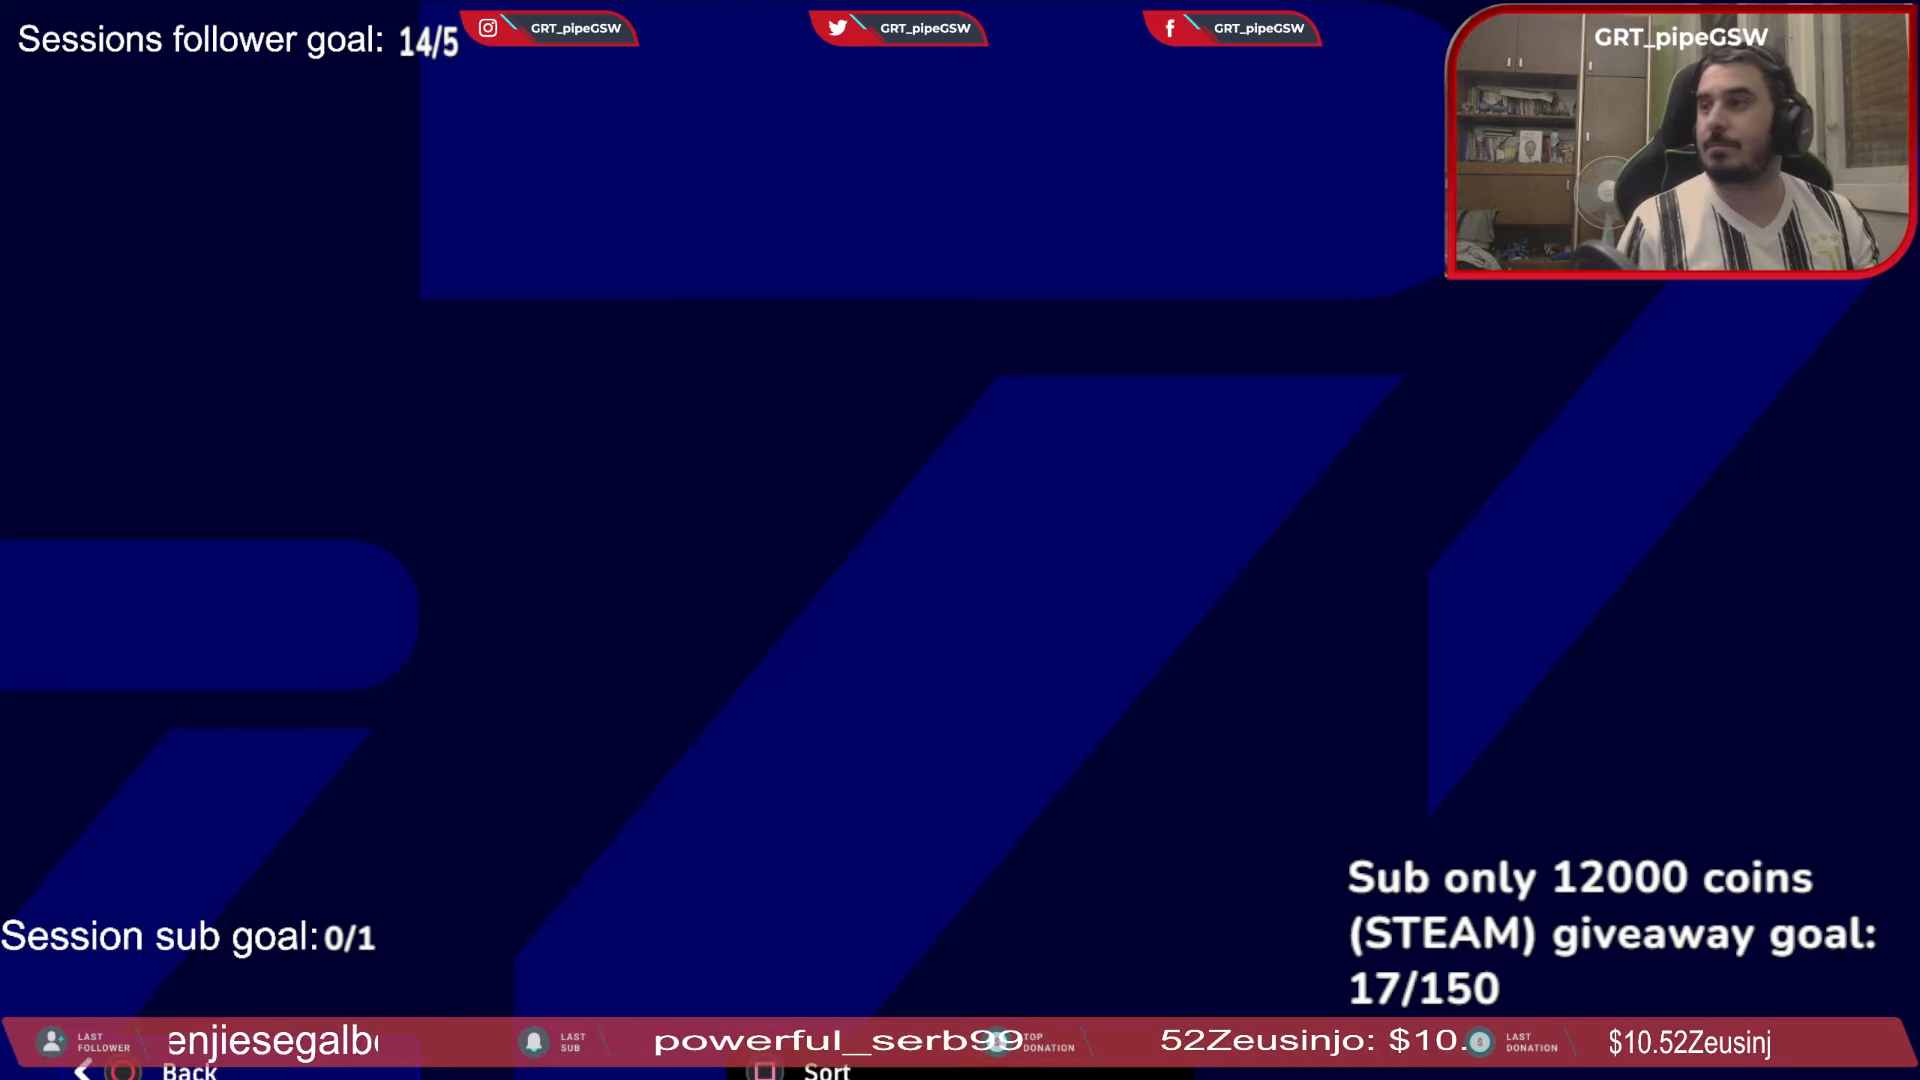 Sessions follower goal: 14/5
GRT_pipeGSW
GRT_pipeGSW
GRT_pipeGSW
GRT_pipeGSW
Sub only 12000 coins
(STEAM) giveaway goal:
17/150
Session sub goal: 0/1
LAST
FOLLOWER
enjiesegalb
LAST
SUB
powerful_serb99
TOP
DONATION
52Zeusinjo: $10.
LAST
DONATION
$10.52Zeusinj
Back
Sort